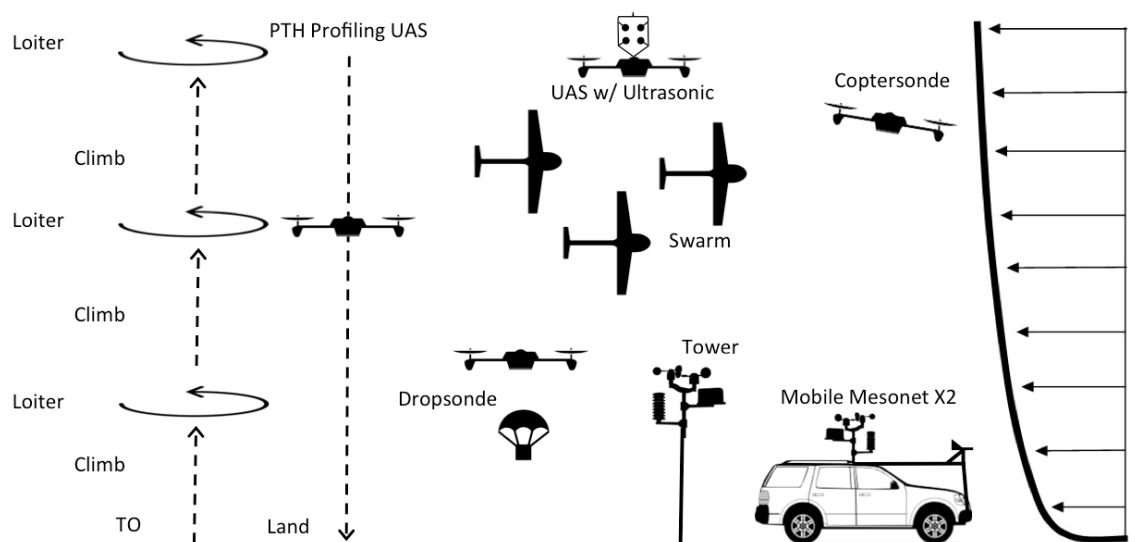 Loiter
PTH Profiling UAS
UAS w/ Ultrasonic
Coptersonde
Climb
Loiter
Swarm
Climb
Tower
Loiter
Dropsonde
Mobile Mesonet X2
Climb
TO
Land